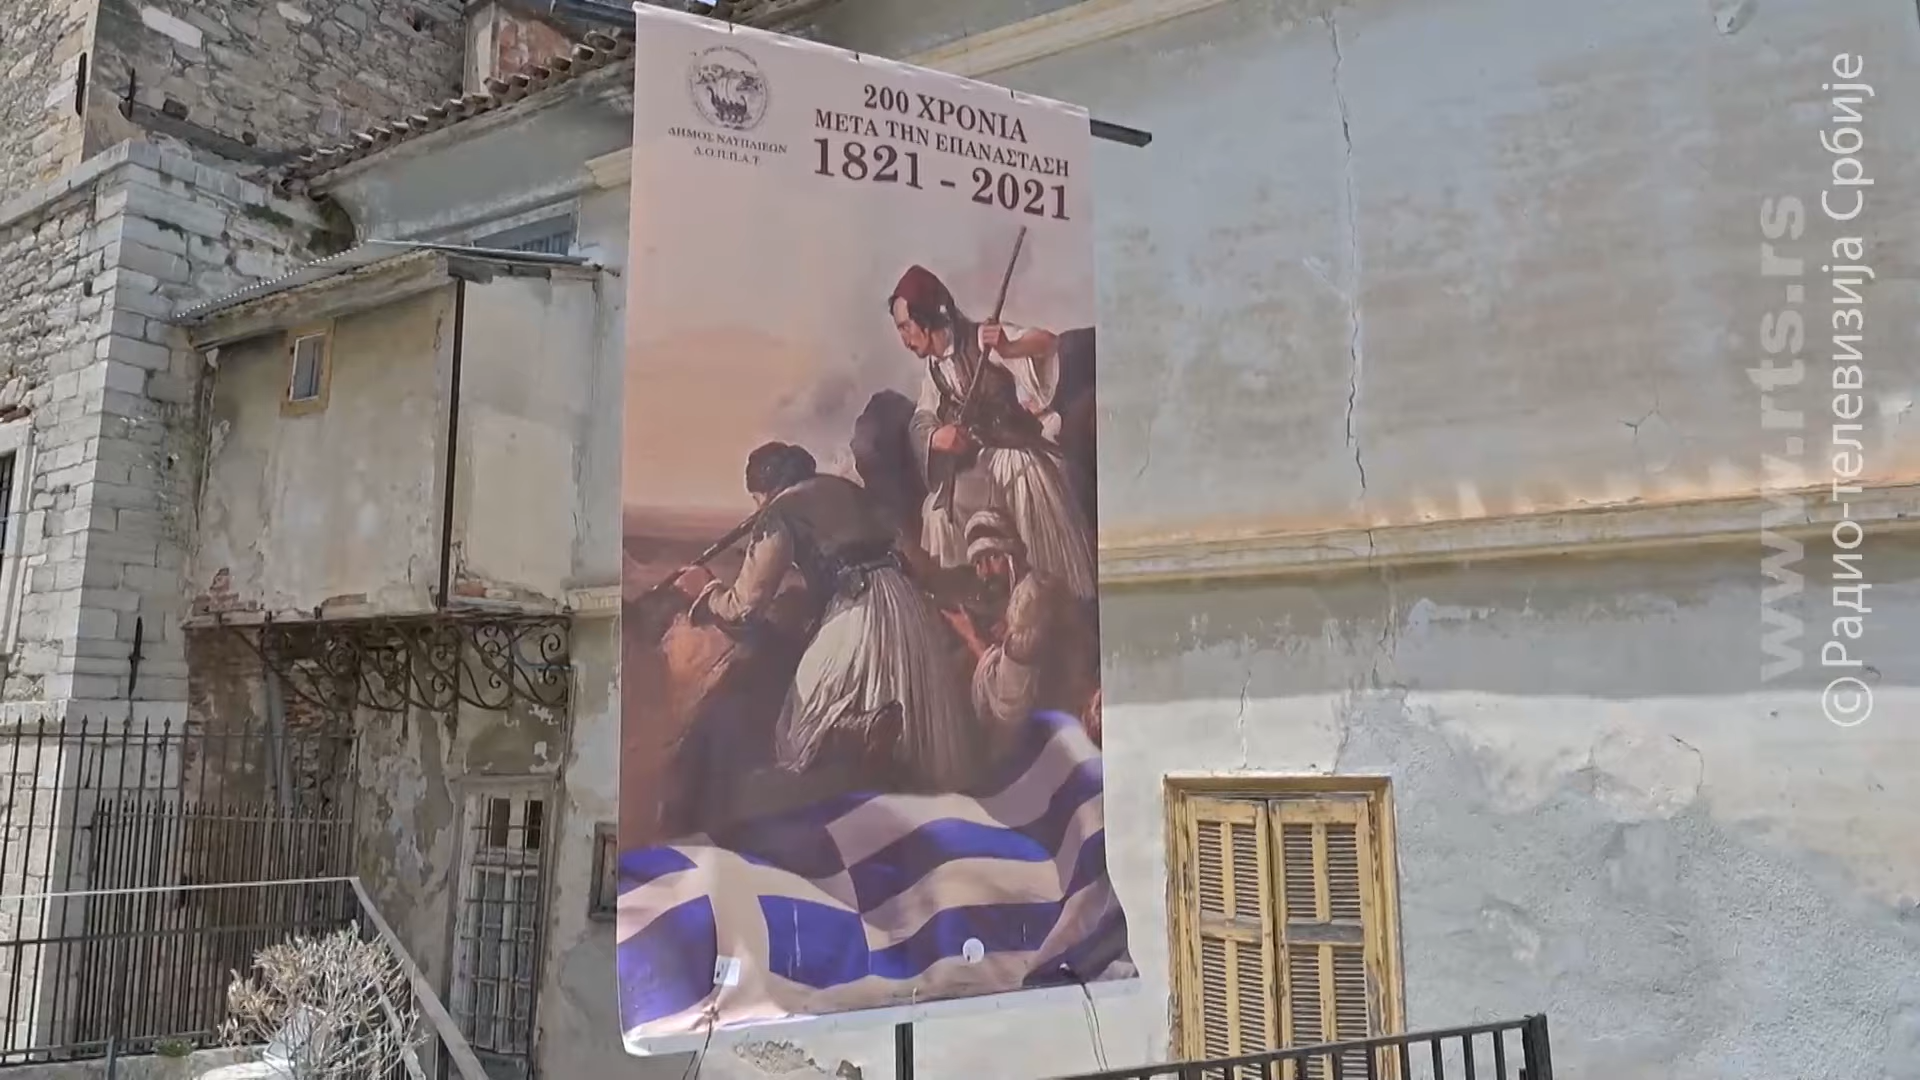 200 ΧΡΟΝΙΑ
ΜΕΤΑ ΤΗΝ ΕΠΑΝΑΣΤΑΣΗ
1821 - 2021
ΔΗΜΟΣ ΝΑΥΠΛΙΕΩΝ
Δ.Ο.Π.Π.Α.Τ.
www.rts.rs
©Радио-телевизија Србије